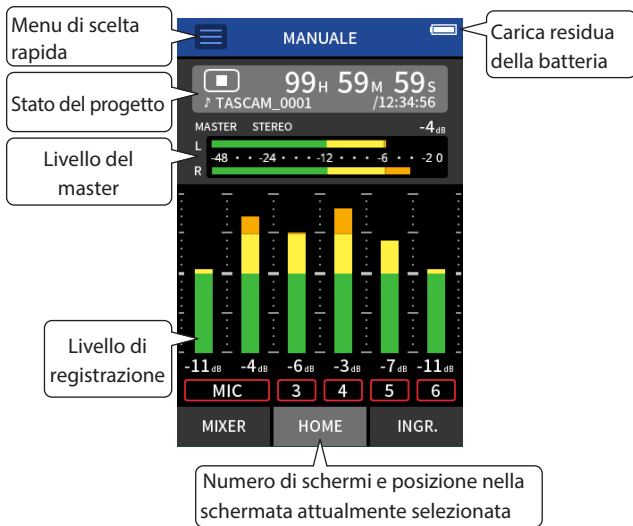 Menu di scelta
rapida
MANUALE
Carica residua
della batteria
Stato del progetto
99H 59M 59S
♪ TASCAM_0001 /12:34:56
MASTER STEREO -4dB
Livello del
master
L
-48 • • -24 • • • • -12 • • • • -6 • • -2 0
R
Livello di
registrazione
-11dB -4dB -6dB -3dB -7dB -11dB
MIC 3 4 5 6
MIXER HOME INGR.
Numero di schermi e posizione nella
schermata attualmente selezionata